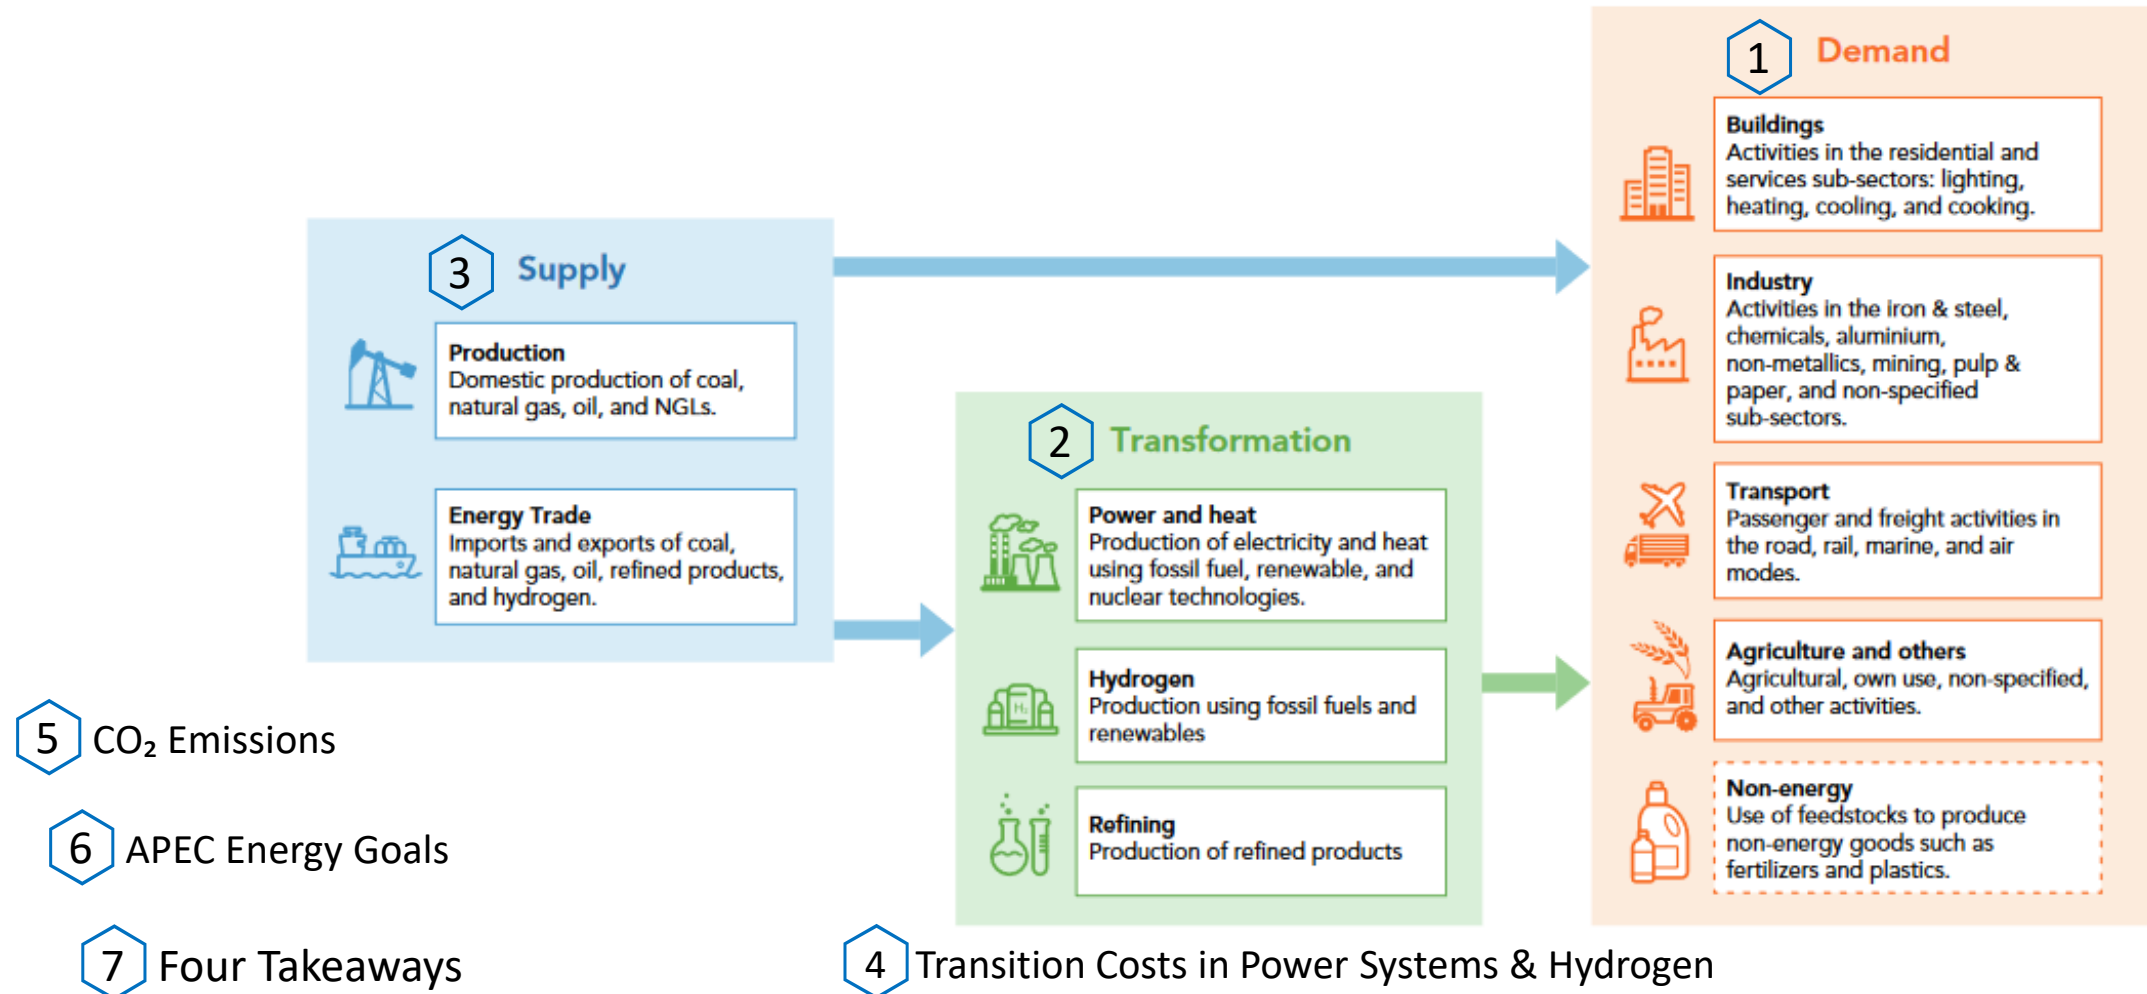 1 Demand
Buildings
Activities in the residential and
services sub-sectors: lighting,
heating, cooling, and cooking.
Industry
Activities in the iron & steel,
chemicals, aluminium,
non-metallics, mining, pulp &
paper, and non-specified
sub-sectors.
Transport
Passenger and freight activities in
the road, rail, marine, and air
modes.
Agriculture and others
Agricultural, own use, non-specified,
and other activities.
Non-energy
Use of feedstocks to produce
non-energy goods such as
fertilizers and plastics.
3 Supply
Production
Domestic production of coal,
natural gas, oil, and NGLs.
Energy Trade
Imports and exports of coal,
natural gas, oil, refined products,
and hydrogen.
2 Transformation
Power and heat
Production of electricity and heat
using fossil fuel, renewable, and
nuclear technologies.
H₂
Hydrogen
Production using fossil fuels and
renewables
Refining
Production of refined products
5 CO₂ Emissions
6 APEC Energy Goals
7 Four Takeaways
4 Transition Costs in Power Systems & Hydrogen